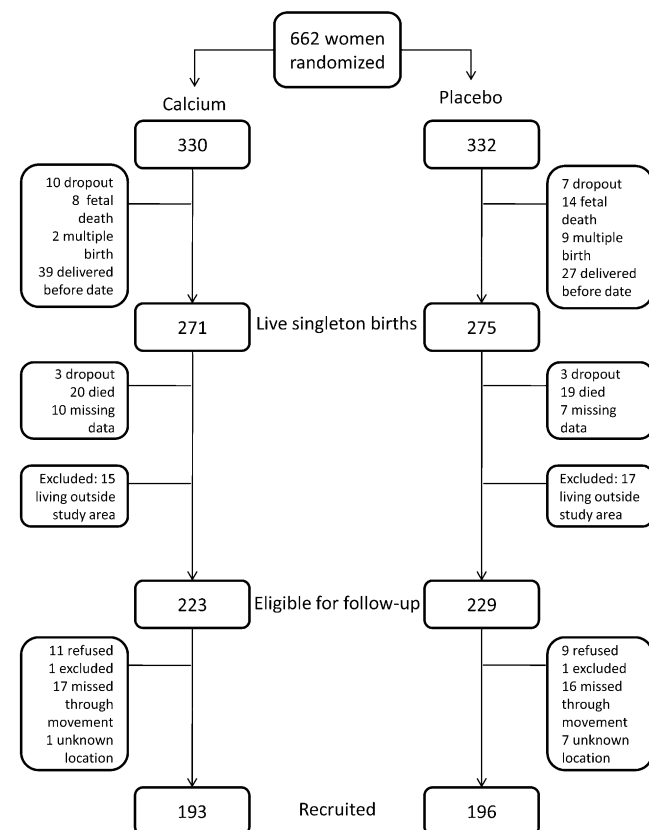 662 women
randomized
Calcium
Placebo
330
332
10 dropout
8 fetal
death
2 multiple
birth
39 delivered
before date
7 dropout
14 fetal
death
9 multiple
birth
27 delivered
before date
271
Live singleton births
275
3 dropout
20 died
10 missing
data
3 dropout
19 died
7 missing
data
Excluded: 15
living outside
study area
Excluded: 17
living outside
study area
223
Eligible for follow-up
229
11 refused
1 excluded
17 missed
through
movement
1 unknown
location
9 refused
1 excluded
16 missed
through
movement
7 unknown
location
193
Recruited
196